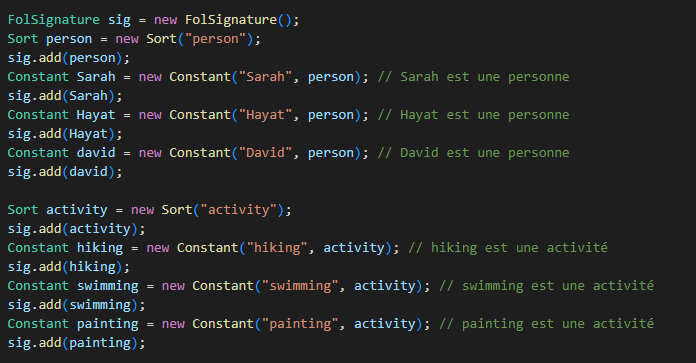 FolSignature sig = new FolSignature();
Sort person = new Sort("person");
sig.add(person);
Constant Sarah = new Constant("Sarah", person); // Sarah est une personne
sig.add(Sarah);
Constant Hayat = new Constant("Hayat", person); // Hayat est une personne
sig.add(Hayat);
Constant david = new Constant("David", person); // David est une personne
sig.add(david);
Sort activity = new Sort("activity");
sig.add(activity);
Constant hiking = new Constant("hiking", activity); // hiking est une activité
sig.add(hiking);
Constant swimming = new Constant("swimming", activity); // swimming est une activité
sig.add(swimming);
Constant painting = new Constant("painting", activity); // painting est une activité
sig.add(painting);